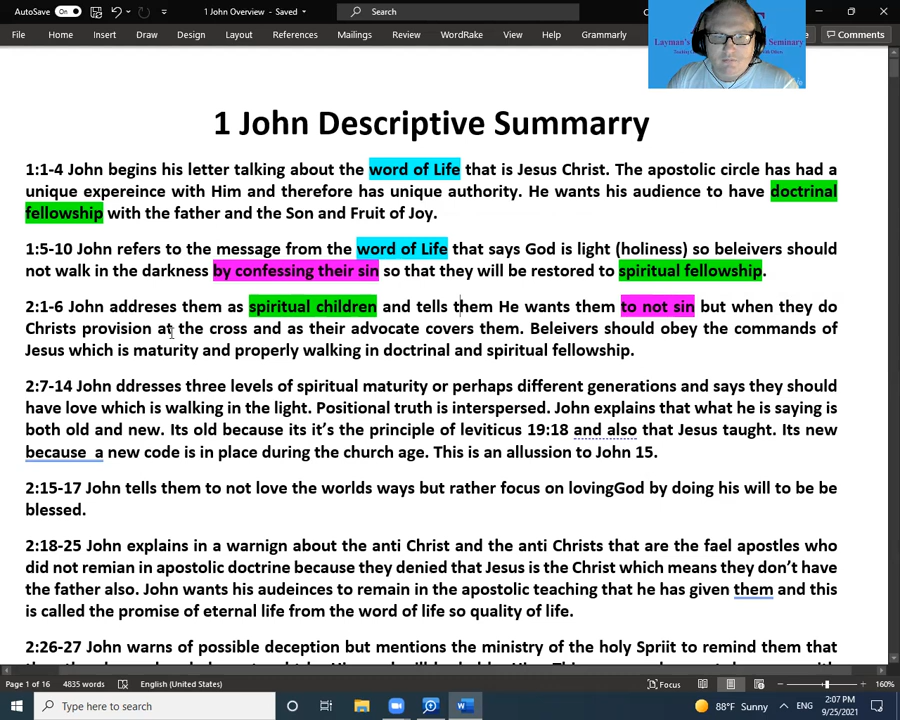 AutoSave On 1 John Overview - Saved Search
File Home Insert Draw Design Layout References Mailings Review WordRake View Help Grammarly Comments
Layman's Seminary
1 John Descriptive Summarry
1:1-4 John begins his letter talking about the word of Life that is Jesus Christ. The apostolic circle has had a
unique expereince with Him and therefore has unique authority. He wants his audience to have doctrinal
fellowship with the father and the Son and Fruit of Joy.
1:5-10 John refers to the message from the word of Life that says God is light (holiness) so beleivers should
not walk in the darkness by confessing their sin so that they will be restored to spiritual fellowship.
2:1-6 John addreses them as spiritual children and tells them He wants them to not sin but when they do
Christs provision at the cross and as their advocate covers them. Beleivers should obey the commands of
Jesus which is maturity and properly walking in doctrinal and spiritual fellowship.
2:7-14 John ddresses three levels of spiritual maturity or perhaps different generations and says they should
have love which is walking in the light. Positional truth is interspersed. John explains that what he is saying is
both old and new. Its old because its it's the principle of leviticus 19:18 and also that Jesus taught. Its new
because a new code is in place during the church age. This is an allussion to John 15.
2:15-17 John tells them to not love the worlds ways but rather focus on lovingGod by doing his will to be be
blessed.
2:18-25 John explains in a warnign about the anti Christ and the anti Christs that are the fael apostles who
did not remian in apostolic doctrine because they denied that Jesus is the Christ which means they don't have
the father also. John wants his audeinces to remain in the apostolic teaching that he has given them and this
is called the promise of eternal life from the word of life so quality of life.
2:26-27 John warns of possible deception but mentions the ministry of the holy Spriit to remind them that
Page 1 of 16 4835 words English (United States) Focus 160%
Type here to search 88°F Sunny ENG 2:07 PM
9/25/2021